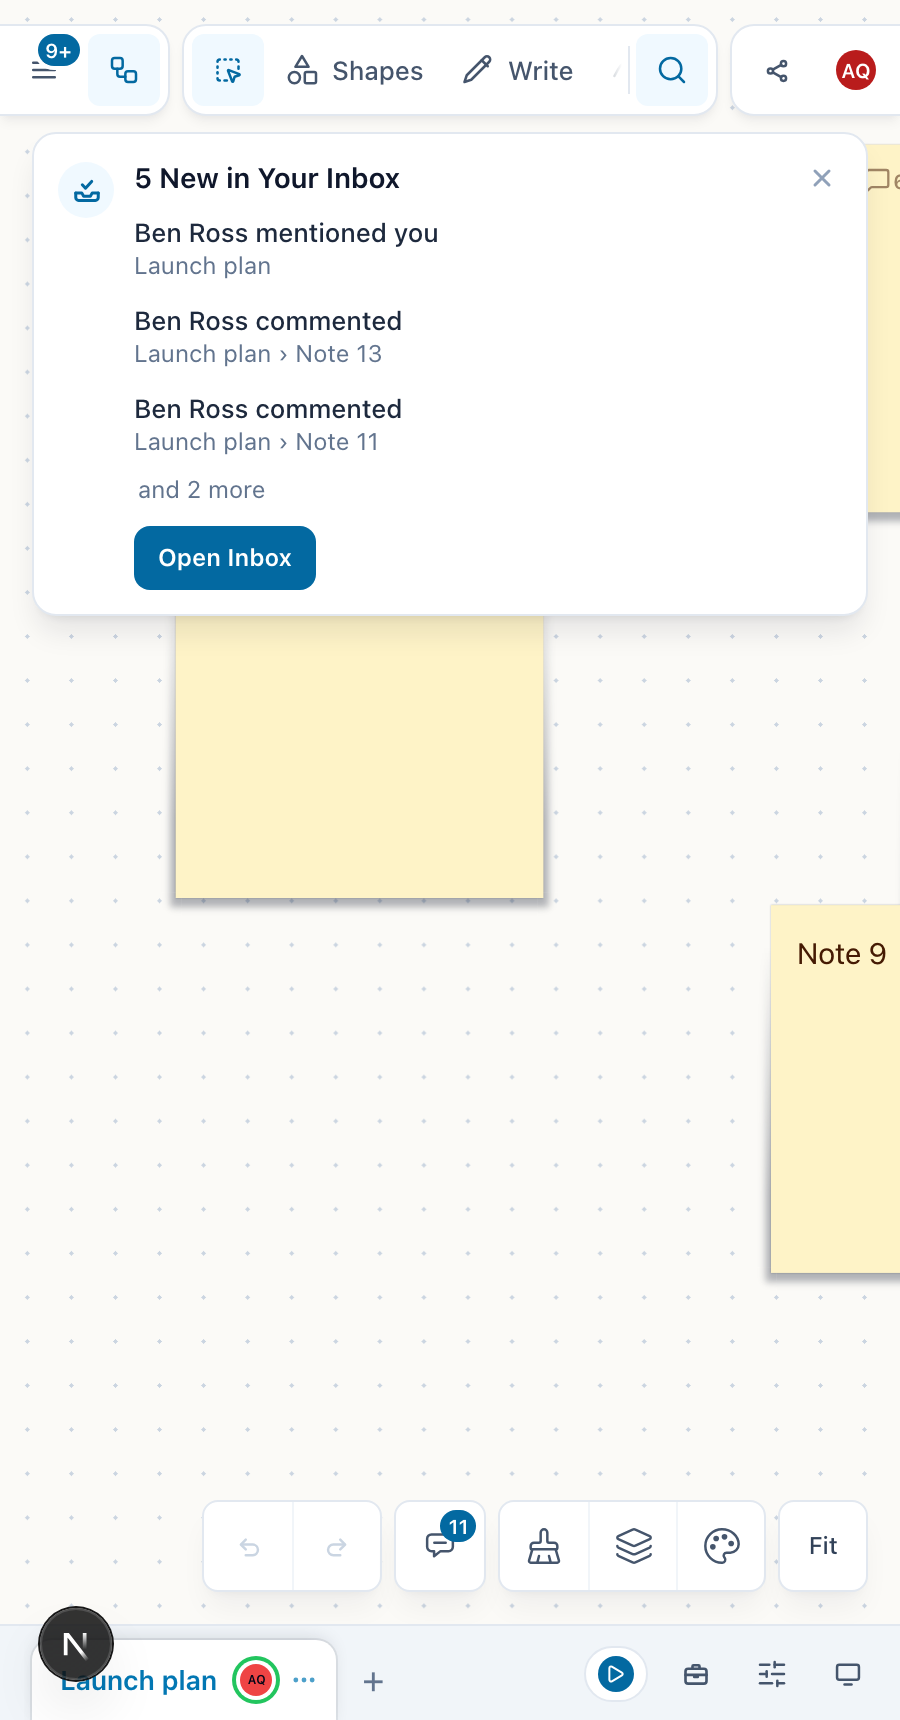 9+
Shapes
Write
AQ
5 New in Your Inbox
Ben Ross mentioned you
Launch plan
Ben Ross commented
Launch plan › Note 13
Ben Ross commented
Launch plan › Note 11
and 2 more
Open Inbox
Note 9
11
Fit
N
Launch plan
AQ